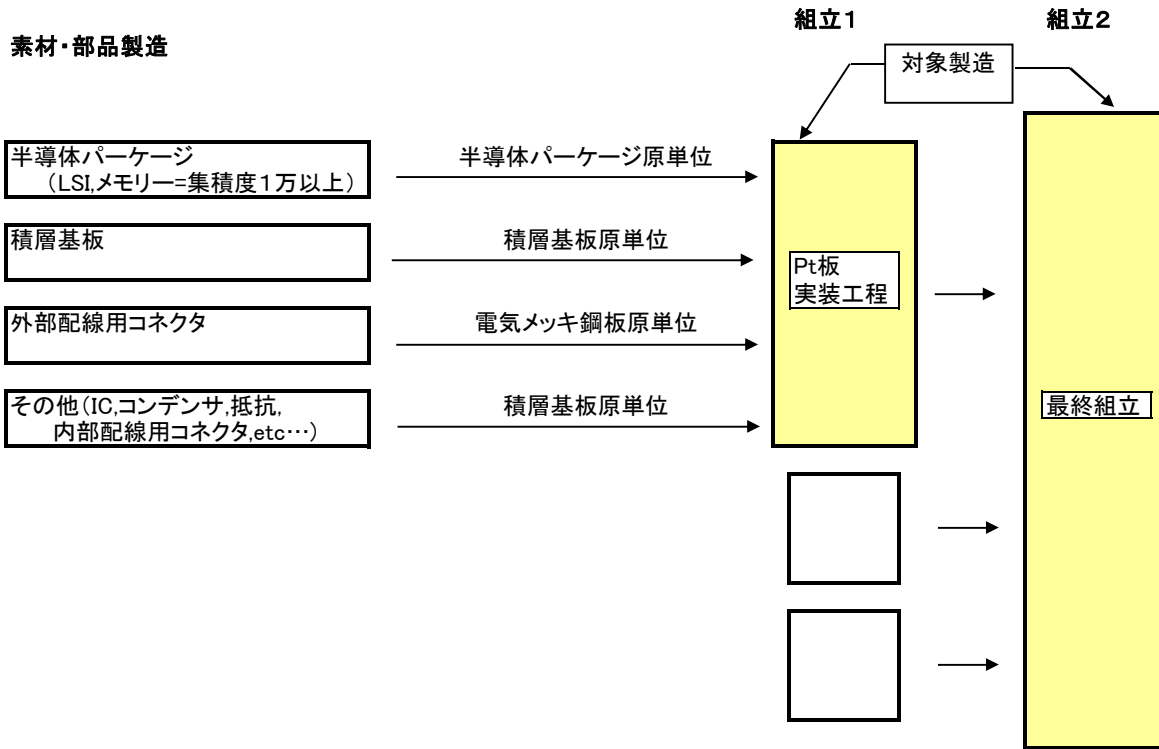 組立1
組立2
素材・部品製造
対象製造
半導体パーケージ
（LSI,メモリー=集積度1万以上）
半導体パーケージ原単位
積層基板
積層基板原単位
Pt板
実装工程
外部配線用コネクタ
電気メッキ鋼板原単位
その他（IC,コンデンサ,抵抗,
内部配線用コネクタ,etc…）
積層基板原単位
最終組立